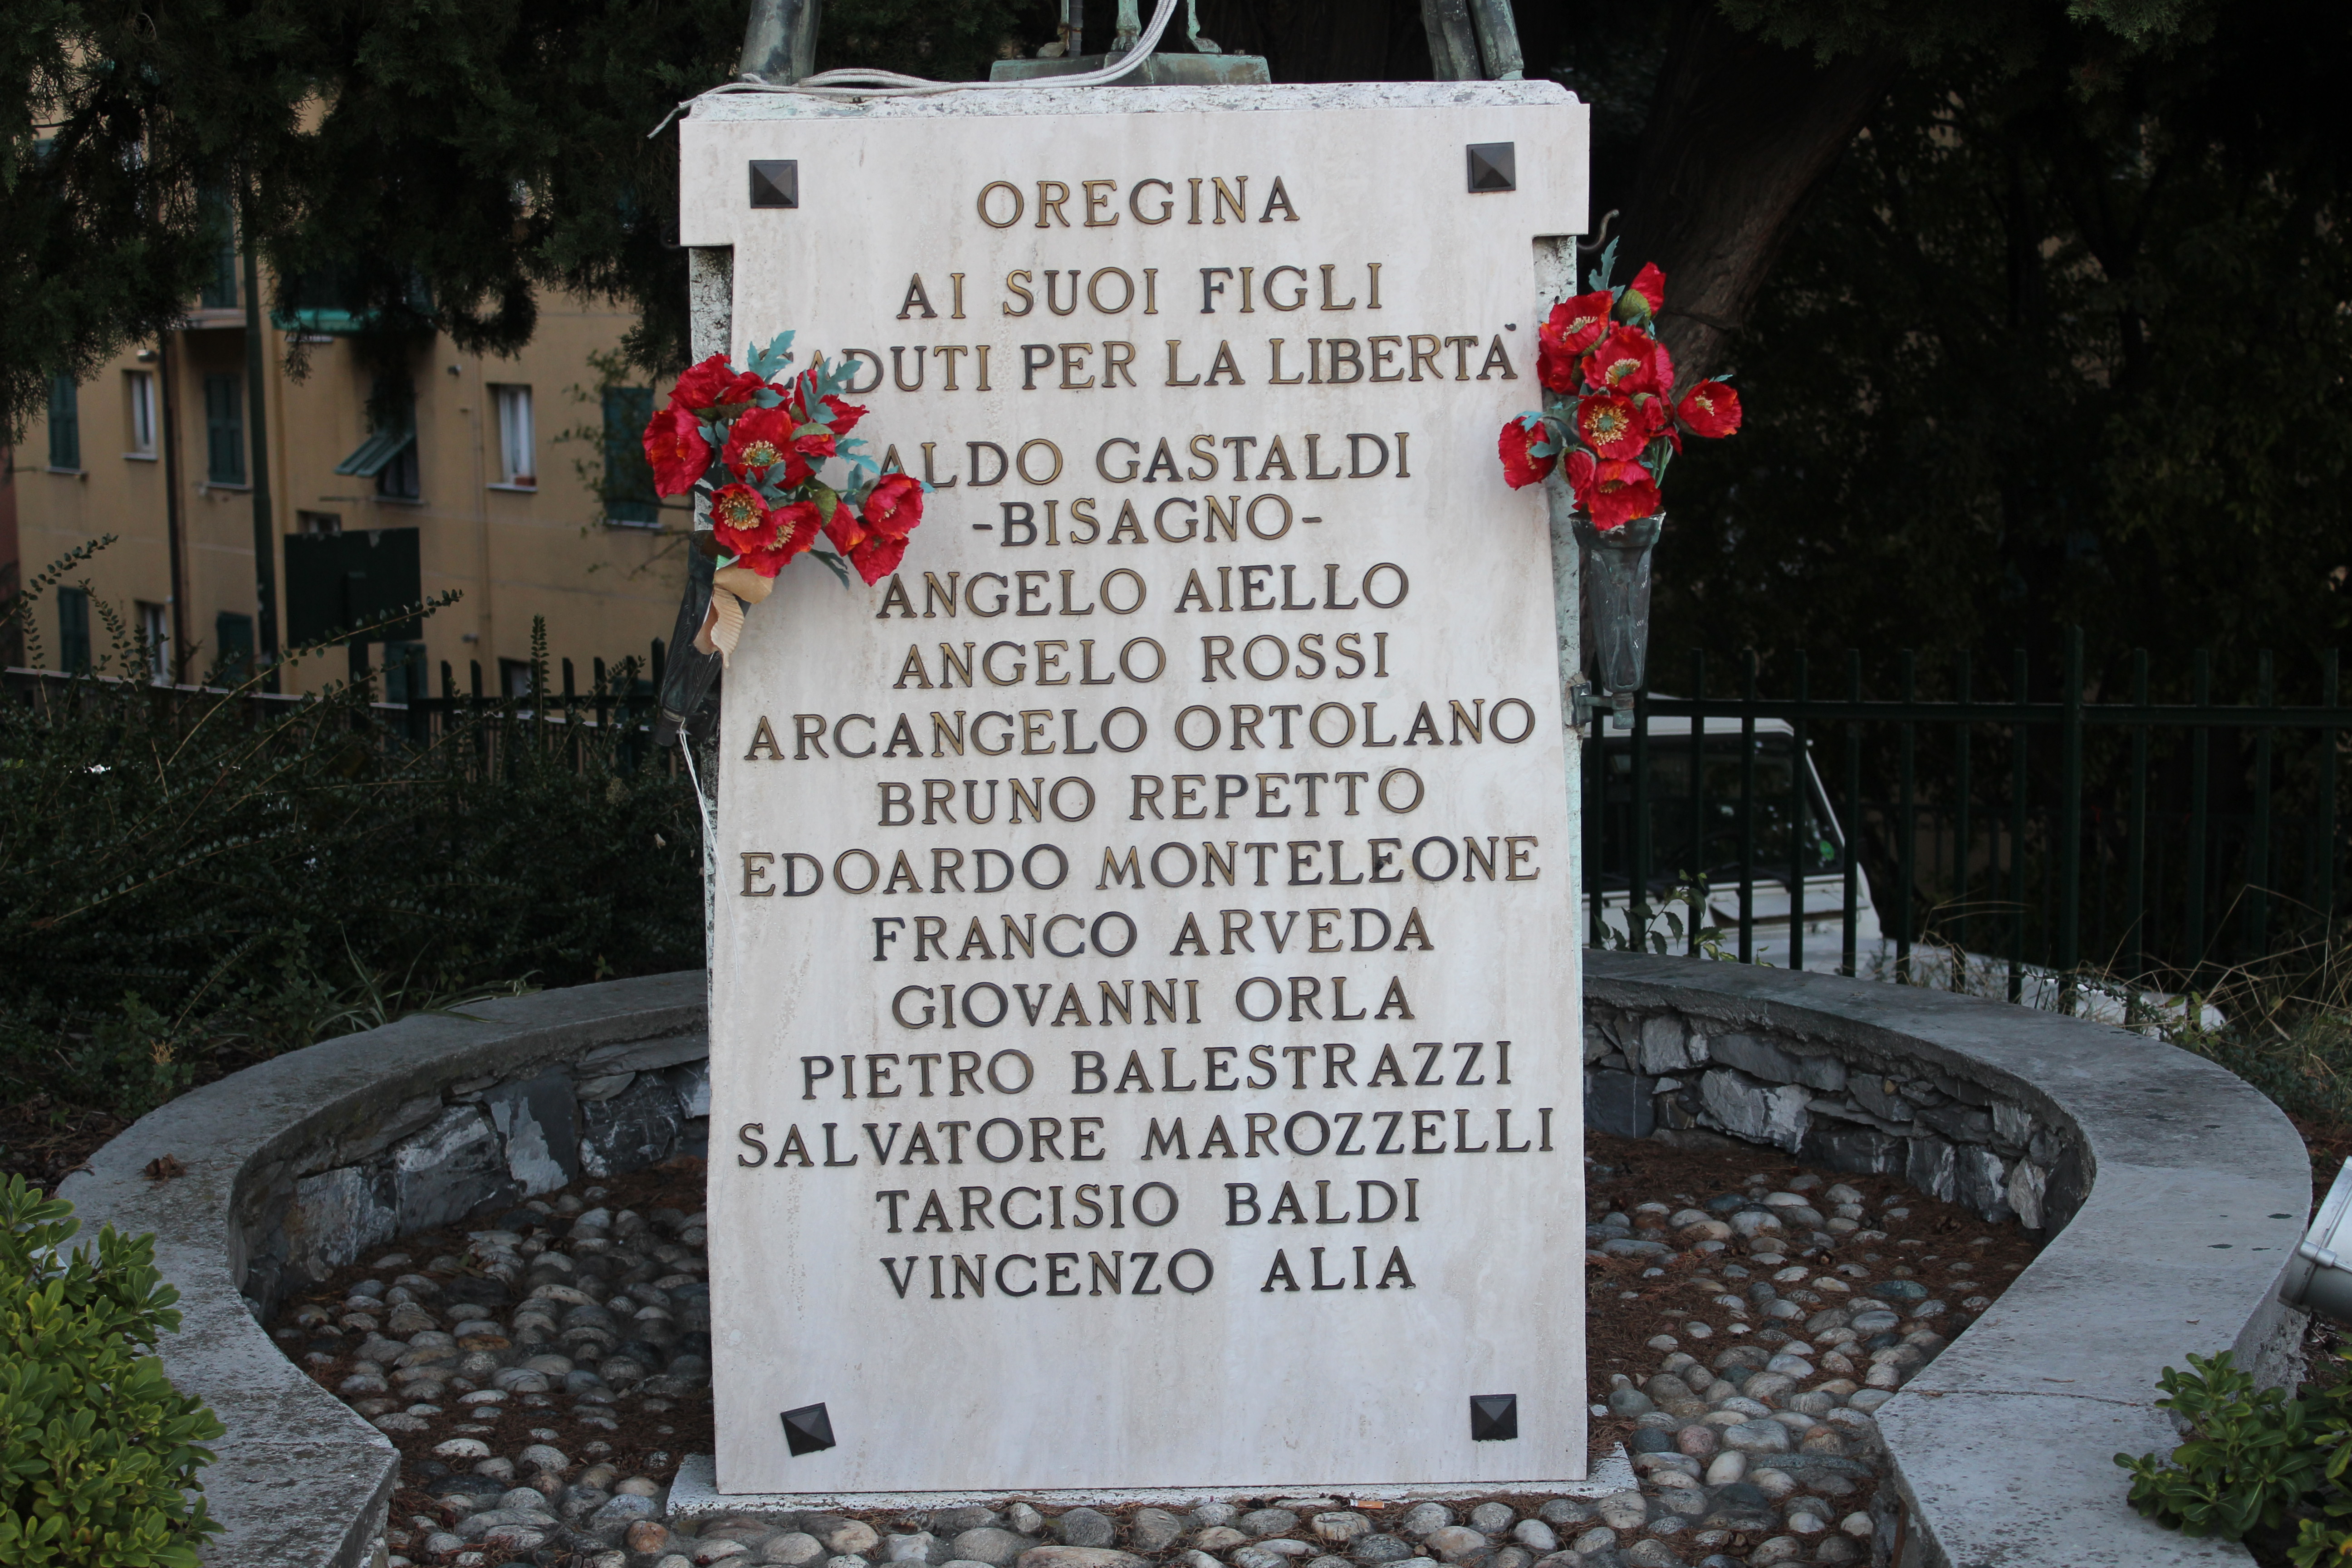 OREGINA
AI SUOI FIGLI
CADUTI PER LA LIBERTÀ
ALDO GASTALDI
-BISAGNO-
ANGELO AIELLO
ANGELO ROSSI
ARCANGELO ORTOLANO
BRUNO REPETTO
EDOARDO MONTELEONE
FRANCO ARVEDA
GIOVANNI ORLA
PIETRO BALESTRAZZI
SALVATORE MAROZZELLI
TARCISIO BALDI
VINCENZO ALIA